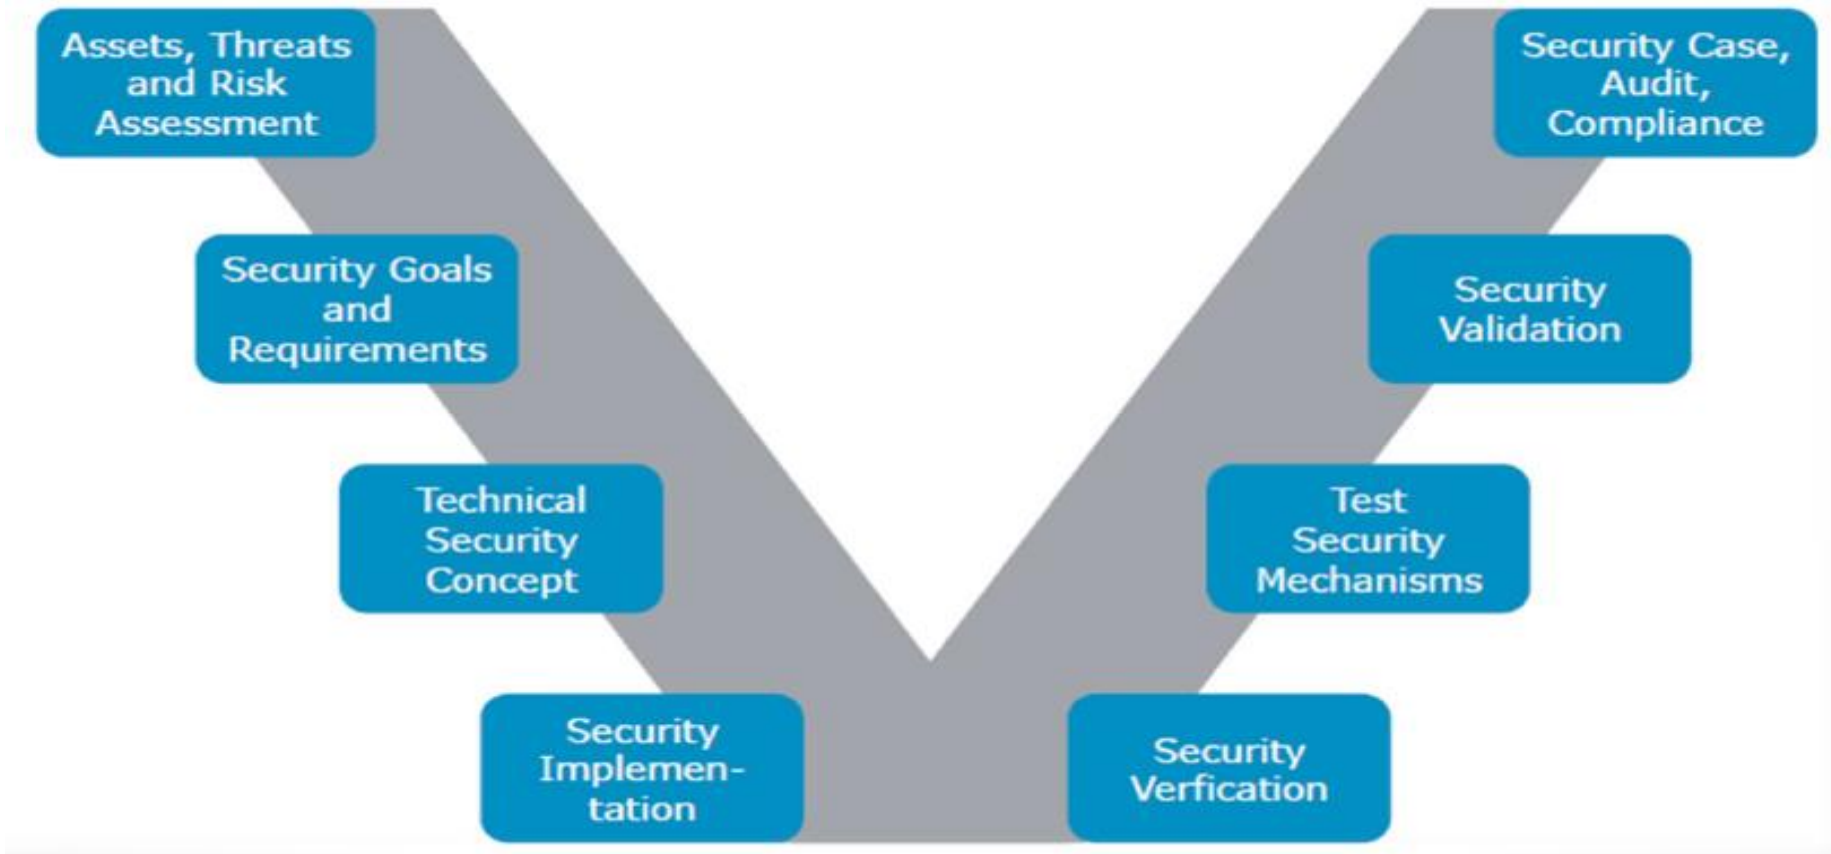 Assets, Threats
and Risk
Assessment
Security Goals
and
Requirements
Technical
Security
Concept
Security
Implemen-
tation
Security
Verfication
Test
Security
Mechanisms
Security
Validation
Security Case,
Audit,
Compliance